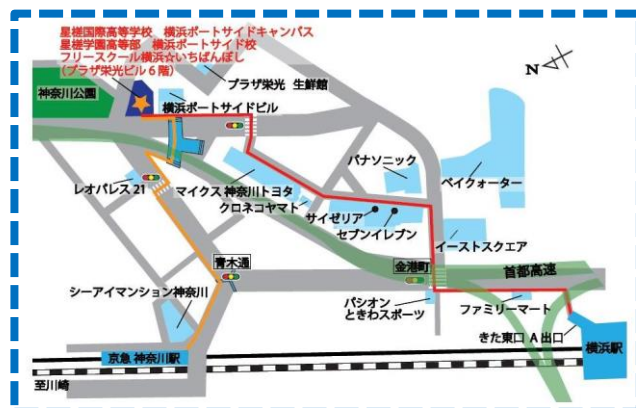 星槎国際高等学校 横浜ポートサイドキャンパス
星槎学園高等部 横浜ポートサイド校
フリースクール横浜☆いちばんぼし
(プラザ栄光ビル6階)
プラザ栄光 生鮮館
N
神奈川公園
横浜ポートサイドビル
パナソニック
ベイクォーター
レオパレス21
マイクス 神奈川トヨタ
クロネコヤマト
サイゼリア
セブンイレブン
イーストスクエア
青木通
金港町
首都高速
シーアイマンション神奈川
パシオン
ときわスポーツ
ファミリーマート
きた東口 A出口
京急 神奈川駅
横浜駅
至川崎